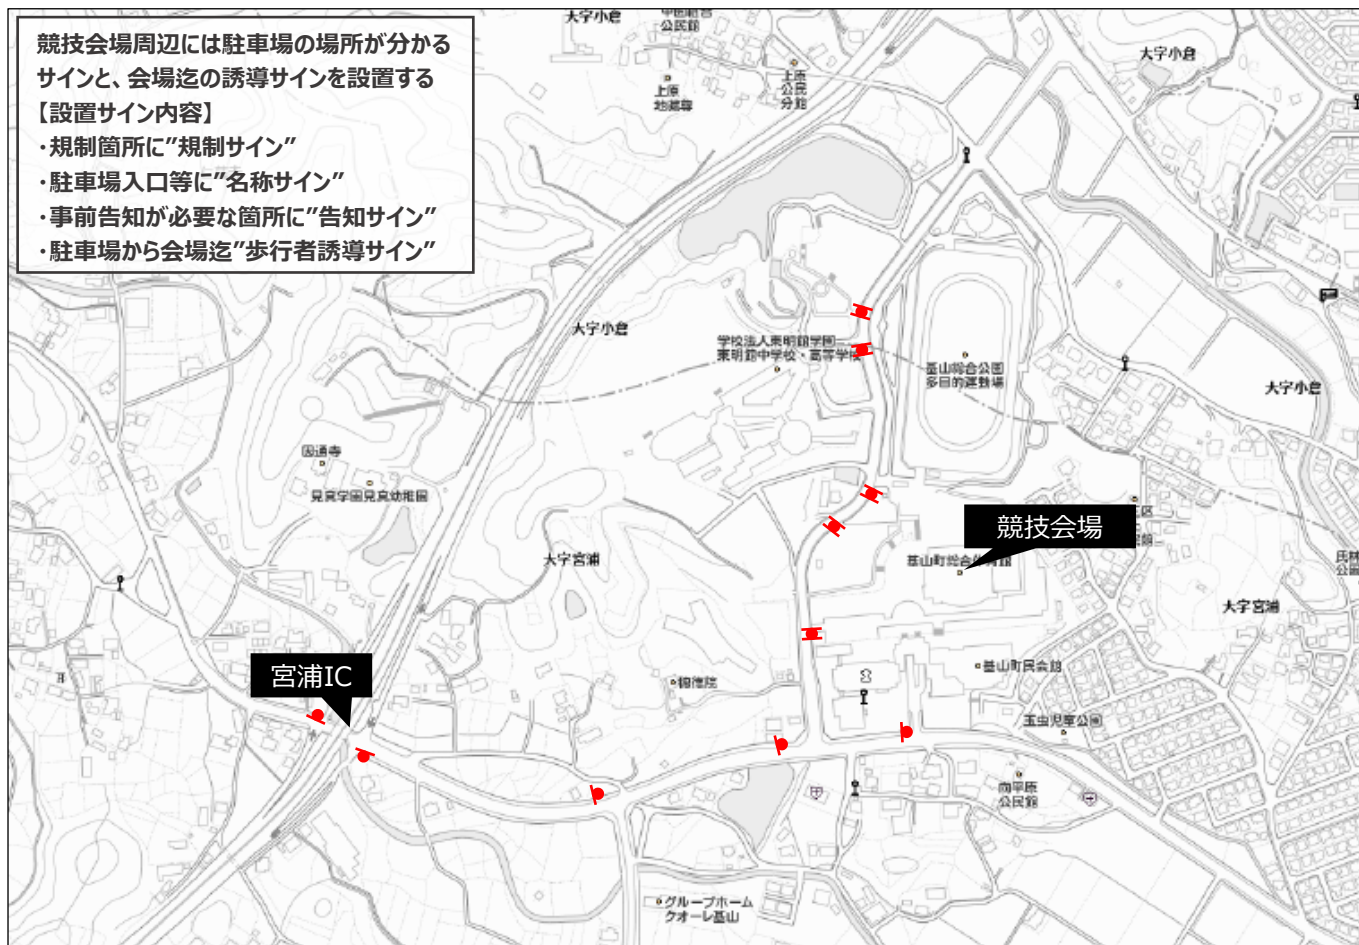 競技会場周辺には駐車場の場所が分かる
サインと、会場迄の誘導サインを設置する
【設置サイン内容】
・規制箇所に”規制サイン”
・駐車場入口等に”名称サイン”
・事前告知が必要な箇所に”告知サイン”
・駐車場から会場迄”歩行者誘導サイン”
大字小倉
公民館
上原
地蔵尊
上原
公民
分館
大字小倉
大字小倉
学校法人東明館学園
東明館中学校・高等学校
基山総合公園
多目的運動場
大字小倉
因通寺
見真学園見真幼稚園
大字宮浦
競技会場
基山町総合体育館
大字宮浦
宮浦IC
基山町民会館
玉虫児童公園
向平原
公民館
グループホーム
クオーレ基山